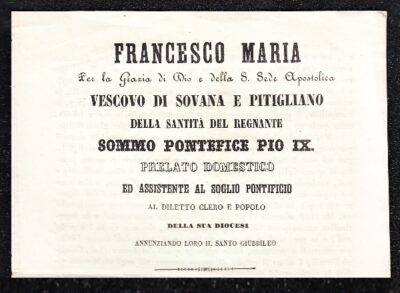 FRANCESCO MARIA
Per la Grazia di Dio e della S. Sede Apostolica
VESCOVO DI SOVANA E PITIGLIANO
DELLA SANTITÀ DEL REGNANTE
SOMMO PONTEFICE PIO IX.
PRELATO DOMESTICO
ED ASSISTENTE AL SOGLIO PONTIFICIO
AL DILETTO CLERO E POPOLO
DELLA SUA DIOCESI
ANNUNZIANDO LORO IL SANTO GIUBBILEO